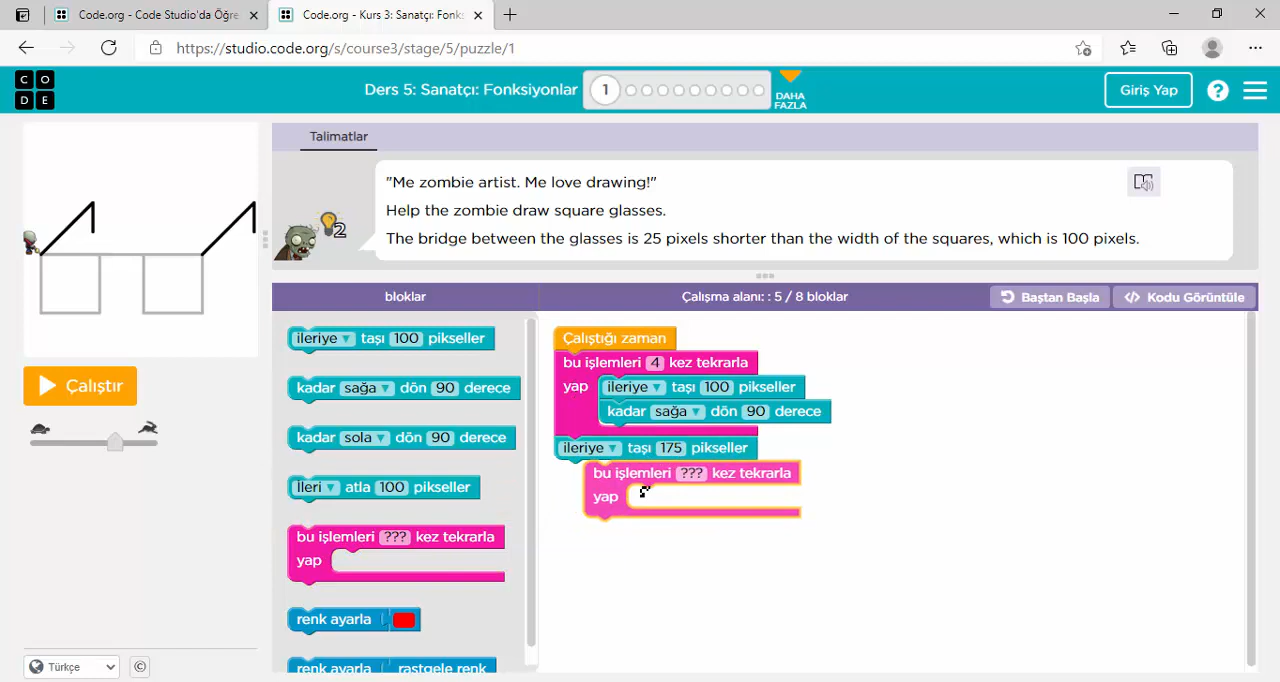 Code.org - Code Studio'da Öğre
Code.org - Kurs 3: Sanatçı: Fonks
https://studio.code.org/s/course3/stage/5/puzzle/1
C O
D E
Ders 5: Sanatçı: Fonksiyonlar
1
DAHA
FAZLA
Giriş Yap
?
Talimatlar
2
"Me zombie artist. Me love drawing!"
Help the zombie draw square glasses.
The bridge between the glasses is 25 pixels shorter than the width of the squares, which is 100 pixels.
bloklar
Çalışma alanı: : 5 / 8 bloklar
Baştan Başla
</> Kodu Görüntüle
Çalıştır
ileriye taşı 100 pikseller
kadar sağa dön 90 derece
kadar sola dön 90 derece
Ileri atla 100 pikseller
bu işlemleri ??? kez tekrarla
yap
renk ayarla
renk ayarla rastgele renk
Çalıştığı zaman
bu işlemleri 4 kez tekrarla
yap ileriye taşı 100 pikseller
kadar sağa dön 90 derece
ileriye taşı 175 pikseller
bu işlemleri ??? kez tekrarla
yap
Türkçe
©